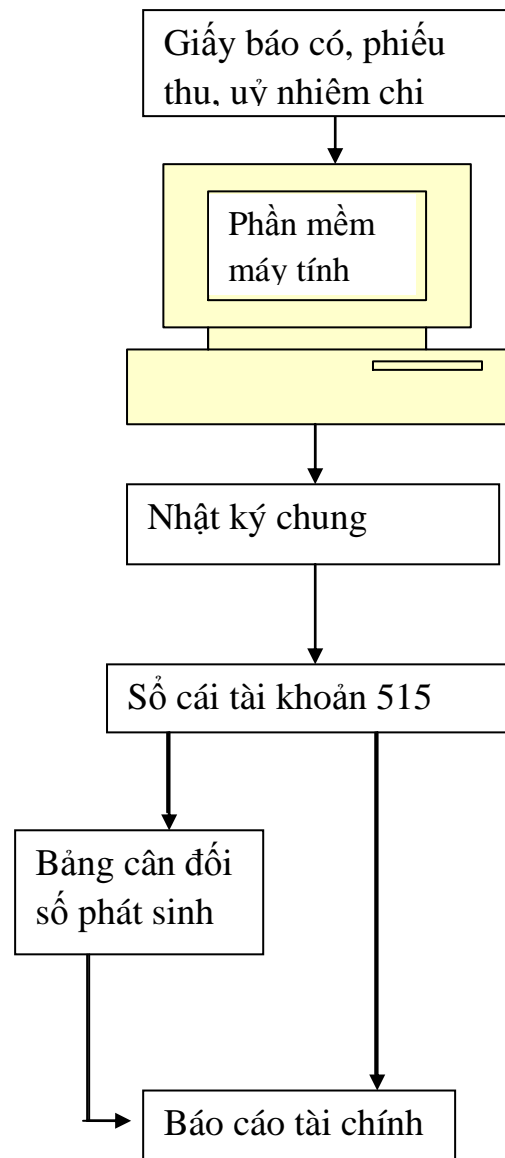 Giấy báo có, phiếu
thu, uỷ nhiêm chi
Phần mềm
máy tính
Nhật ký chung
Sổ cái tài khoản 515
Bảng cân đối
số phát sinh
Báo cáo tài chính